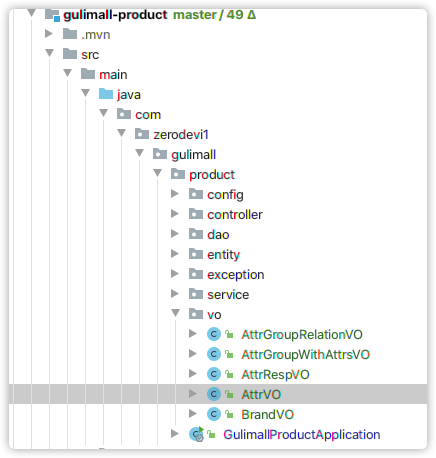 gulimall-product master / 49 Δ
.mvn
src
main
java
com
zerodevi1
gulimall
product
config
controller
dao
entity
exception
service
vo
AttrGroupRelationVO
AttrGroupWithAttrsVO
AttrRespVO
AttrVO
BrandVO
GulimallProductApplication